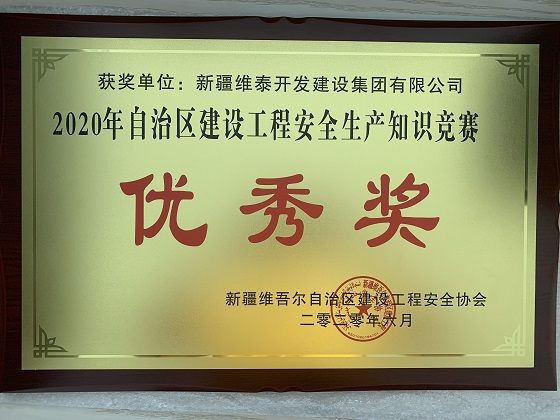 获奖单位：新疆维泰开发建设集团有限公司
2020年自治区建设工程安全生产知识竞赛
优秀奖
新疆维吾尔自治区建设工程安全协会
二零二零年六月